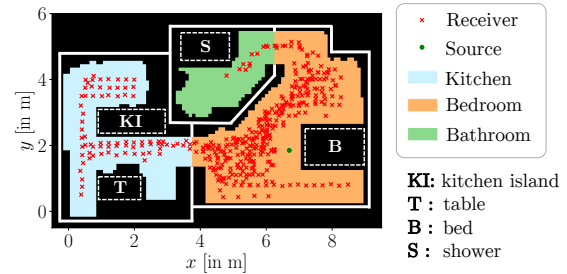 6
4
2
0
y [in m]
0
2
4
6
8
x [in m]
S
KI
T
B
Receiver
Source
Kitchen
Bedroom
Bathroom
KI: kitchen island
T : table
B : bed
S : shower